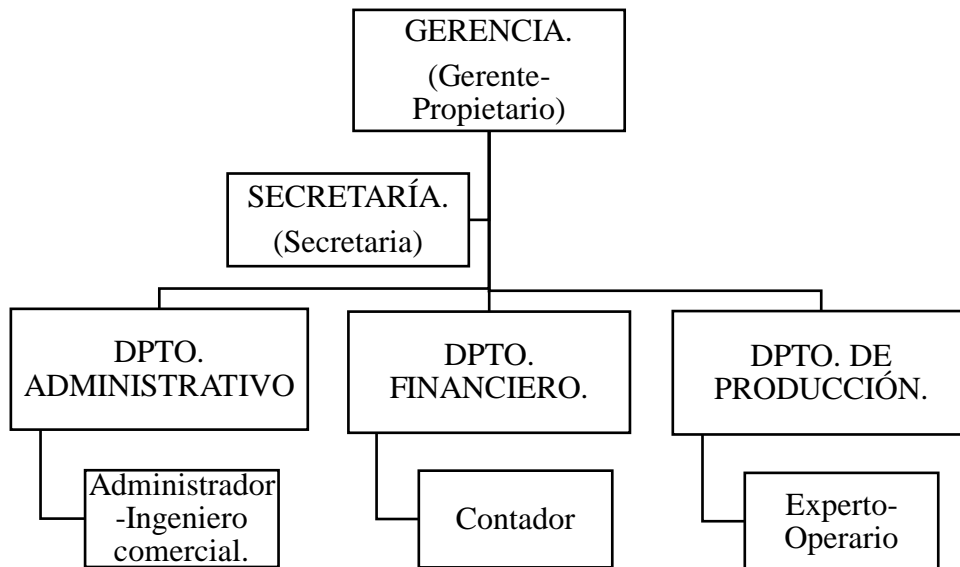 GERENCIA.
(Gerente-
Propietario)
SECRETARÍA.
(Secretaria)
DPTO.
ADMINISTRATIVO
DPTO.
FINANCIERO.
DPTO. DE
PRODUCCIÓN.
Administrador
-Ingeniero
comercial.
Contador
Experto-
Operario